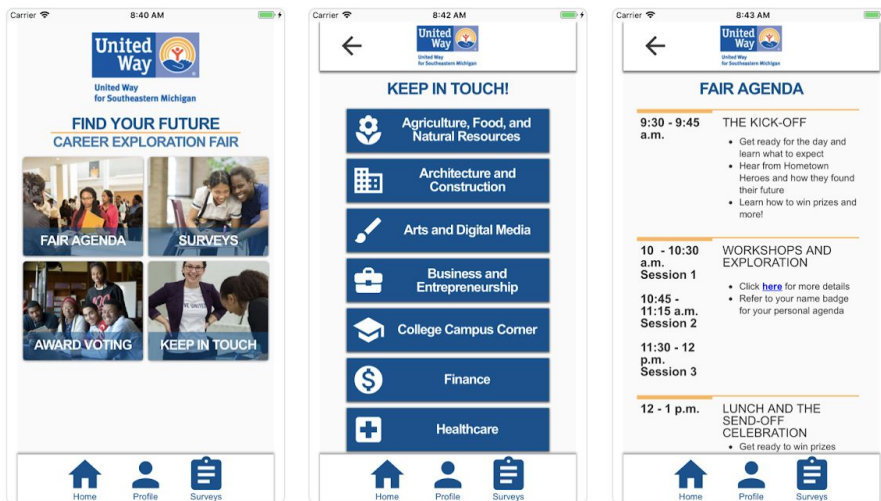 Carrier
8:40 AM
United
Way
United Way
for Southeastern Michigan
FIND YOUR FUTURE
CAREER EXPLORATION FAIR
FAIR AGENDA
SURVEYS
AWARD VOTING
KEEP IN TOUCH
Home
Profile
Surveys
Carrier
8:42 AM
United
Way
United Way
for Southeastern Michigan
KEEP IN TOUCH!
Agriculture, Food, and
Natural Resources
Architecture and
Construction
Arts and Digital Media
Business and
Entrepreneurship
College Campus Corner
Finance
Healthcare
Home
Profile
Surveys
Carrier
8:43 AM
United
Way
United Way
for Southeastern Michigan
FAIR AGENDA
9:30 - 9:45
a.m.
THE KICK-OFF
• Get ready for the day and
learn what to expect
• Hear from Hometown
Heroes and how they found
their future
• Learn how to win prizes and
more!
10 - 10:30
a.m.
Session 1
10:45 -
11:15 a.m.
Session 2
11:30 - 12
p.m.
Session 3
WORKSHOPS AND
EXPLORATION
• Click here for more details
• Refer to your name badge
for your personal agenda
12 - 1 p.m.
LUNCH AND THE
SEND-OFF
CELEBRATION
• Get ready to win prizes
Home
Profile
Surveys